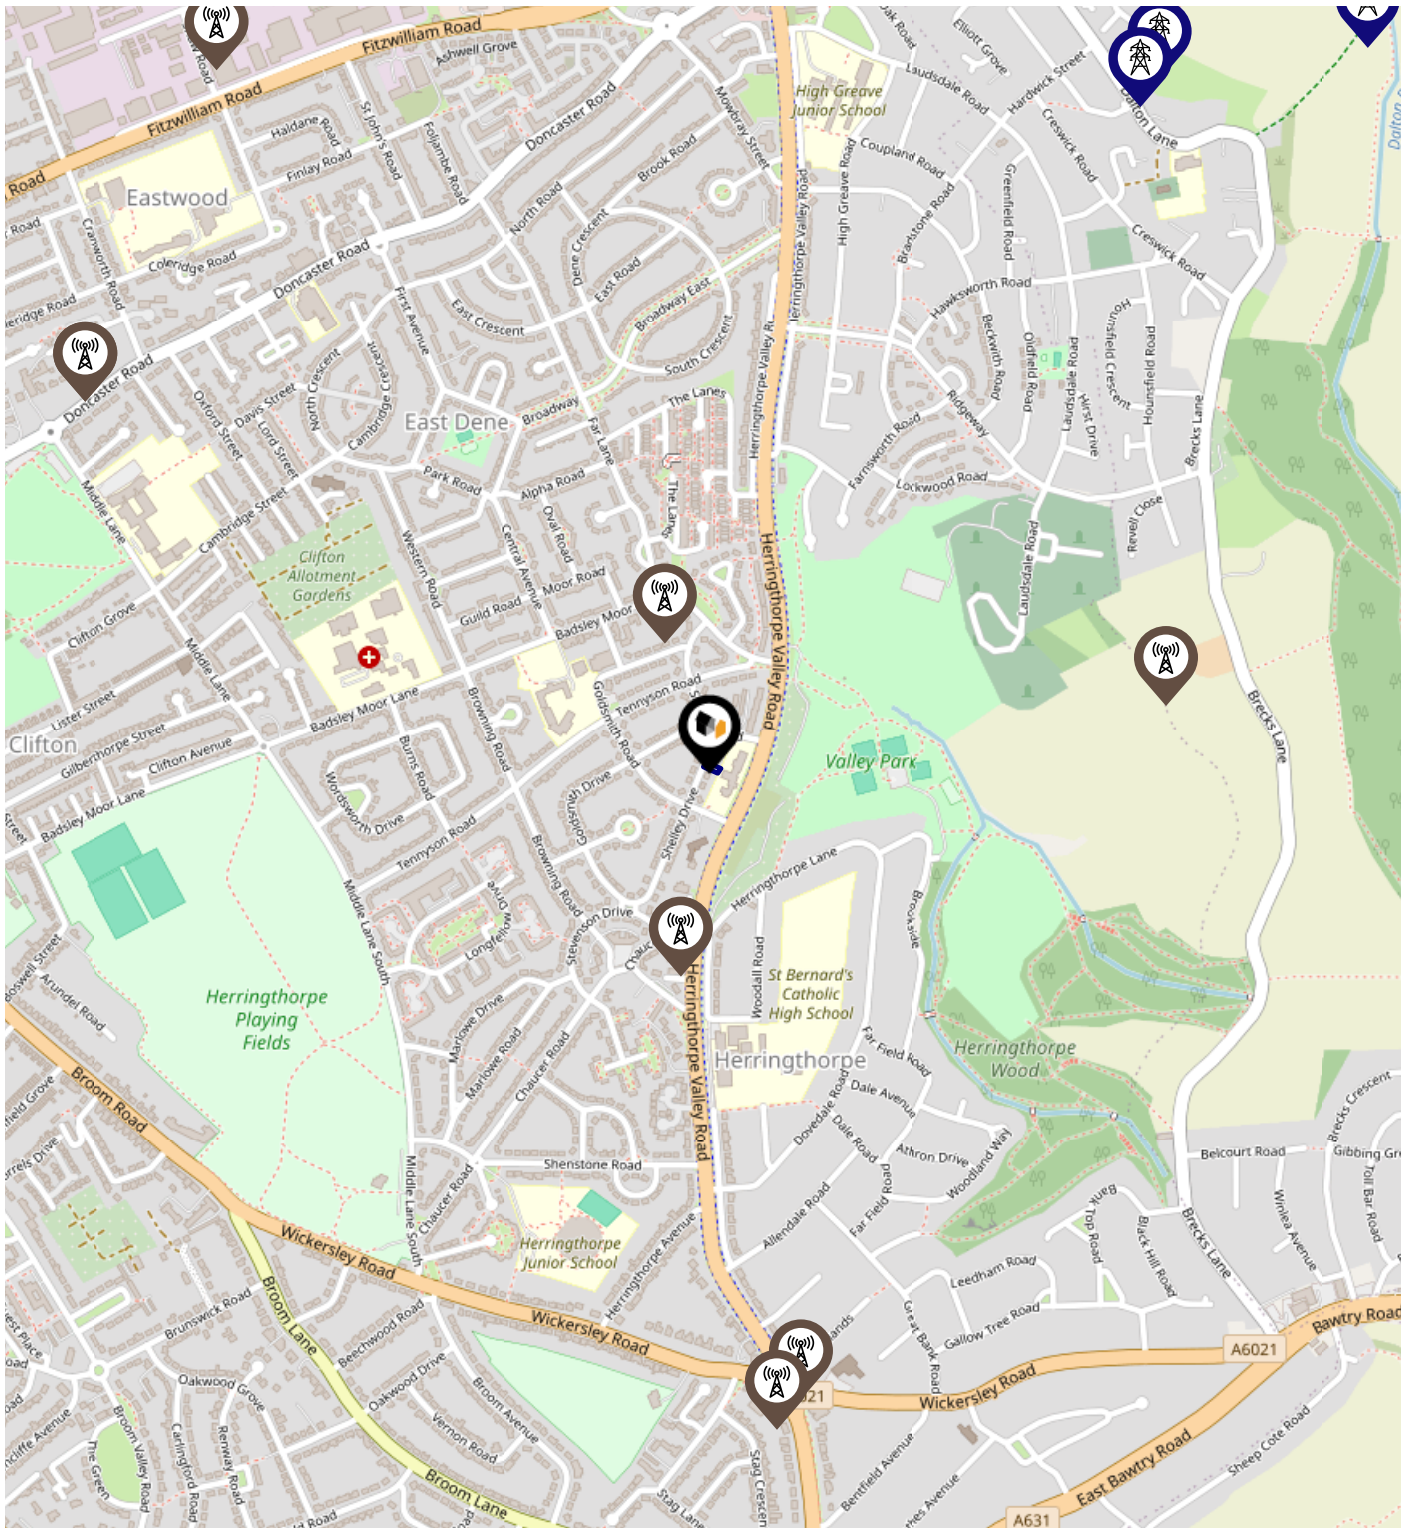 Fitzwilliam Road
Ashwell Grove
Elliott Grove
Oak Road
Laudsdale Road
Hardwick Street
Dalton Lane
High Greave
Junior School
Fitzwilliam Road
Haldane Road
St John's Road
Foljambe Road
Finlay Road
Doncaster Road
Mowbray Street
Brook Road
Coupland Road
Creswick Road
Road
Eastwood
Cranworth Road
Coleridge Road
North Road
Dene Crescent
High Greave Road
Greenfield Road
Bradstone Road
Creswick Road
Doncaster Road
First Avenue
East Road
East Crescent
Broadway East
South Crescent
Herringthorpe Valley Road
Hawksworth Road
Beckwith Road
Oldfield Road
Laudsdale Road
Hounsfield Crescent
Hounsfield Road
Doncaster Road
Oxford Street
Davis Street
Lord Street
North Crescent
Cambridge Crescent
East Dene
Broadway
The Lanes
Far Lane
Ridgeway
Farnsworth Road
Hirst Drive
Brecks Lane
Middle Lane
Cambridge Street
Park Road
Alpha Road
Oval Road
The Lanes
Lockwood Road
Revell Close
Clifton
Allotment
Gardens
Western Road
Central Avenue
Guild Road
Moor Road
Badsley Moor
Herringthorpe Valley Road
Laudsdale Road
Clifton Grove
Middle Lane
Lister Street
Gilberthorpe Street
Clifton
Clifton Avenue
Badsley Moor Lane
Badsley Moor Lane
Browning Road
Goldsmith Road
Tennyson Road
Brecks Lane
Valley Park
Burns Road
Wordsworth Drive
Tennyson Road
Goldsmith Drive
Shelley Drive
Browning Road
Herringthorpe Lane
Middle Lane South
Stevenson Drive
Brookside
Boswell Street
Arundel Road
Herringthorpe
Playing
Fields
Woodall Road
St Bernard's
Catholic
High School
Marlowe Drive
Marlowe Road
Chaucer Road
Herringthorpe Valley Road
Herringthorpe
Far Field Road
Dale Avenue
Herringthorpe
Wood
Broom Road
Dovedale Road
Dale Road
Athron Drive
Woodland Way
Brecks Crescent
Belcourt Road
Shenstone Road
Middle Lane South
Chaucer Road
Allendale Road
Far Field Road
Bank Top Road
Black Hill Road
Brecks Lane
Winlea Avenue
Toll Bar Road
Wickersley Road
Herringthorpe
Junior School
Herringthorpe Avenue
Leedham Road
Gallow Tree Road
Great Bank Road
Brunswick Road
Broom Lane
Beechwood Road
Wickersley Road
Bawtry Road
A6021
Oakwood Grove
Oakwood Drive
Broom Avenue
Wickersley Road
Vernon Road
Broom Valley Road
Carlingford Road
Renway Road
The Green
Broom Lane
Stag Lane
Bentfield Avenue
East Bawtry Road
Sheep Cote Road
A631